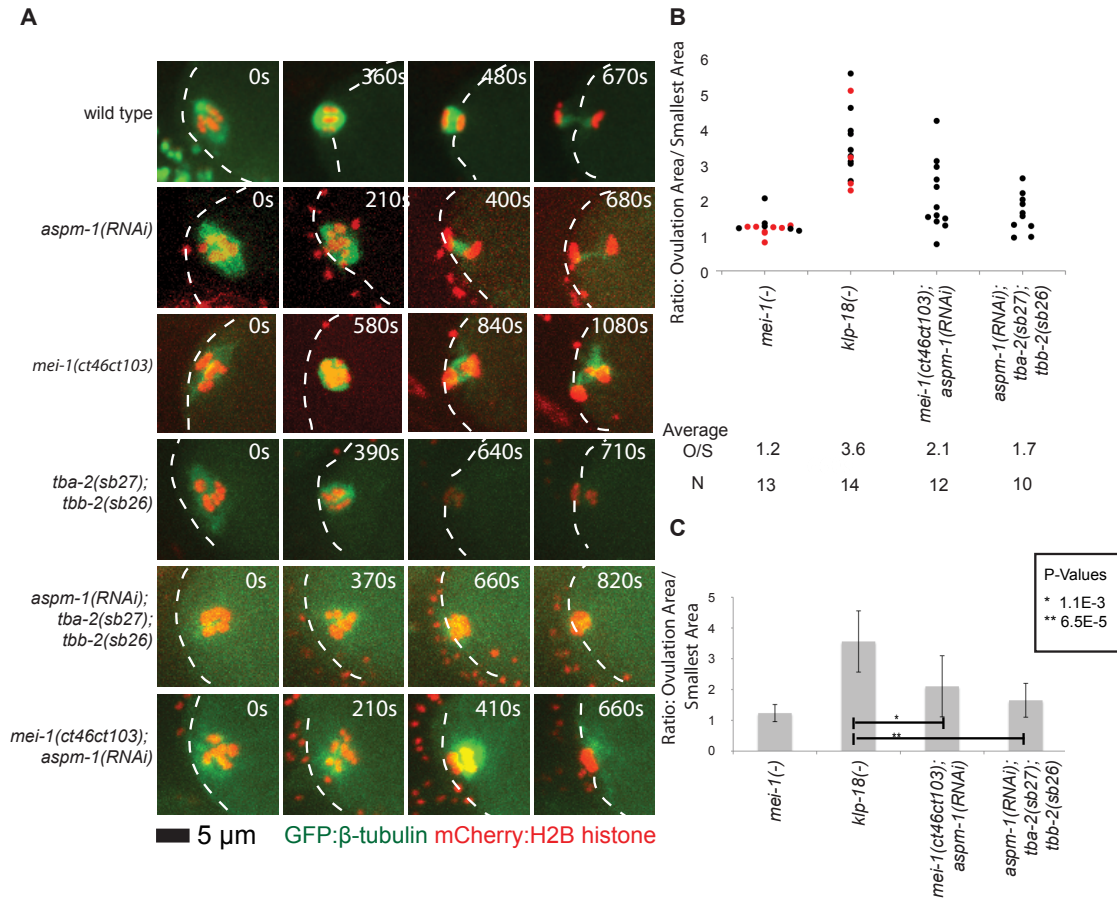 A
wild type
0s
360s
480s
670s
aspm-1(RNAi)
0s
210s
400s
680s
mei-1(ct46ct103)
0s
580s
840s
1080s
tba-2(sb27);
tbb-2(sb26)
0s
390s
640s
710s
aspm-1(RNAi);
tba-2(sb27);
tbb-2(sb26)
0s
370s
660s
820s
mei-1(ct46ct103);
aspm-1(RNAi)
0s
210s
410s
660s
5 µm GFP:β-tubulin mCherry:H2B histone
B
Ratio: Ovulation Area/ Smallest Area
6
5
4
3
2
1
0
mei-1(-)
klp-18(-)
mei-1(ct46ct103);
aspm-1(RNAi)
aspm-1(RNAi);
tba-2(sb27);
tbb-2(sb26)
Average
O/S 1.2 3.6 2.1 1.7
N 13 14 12 10
C
Ratio: Ovulation Area/
Smallest Area
5
4
3
2
1
0
*
**
P-Values
* 1.1E-3
** 6.5E-5
mei-1(-)
klp-18(-)
mei-1(ct46ct103);
aspm-1(RNAi)
aspm-1(RNAi);
tba-2(sb27);
tbb-2(sb26)